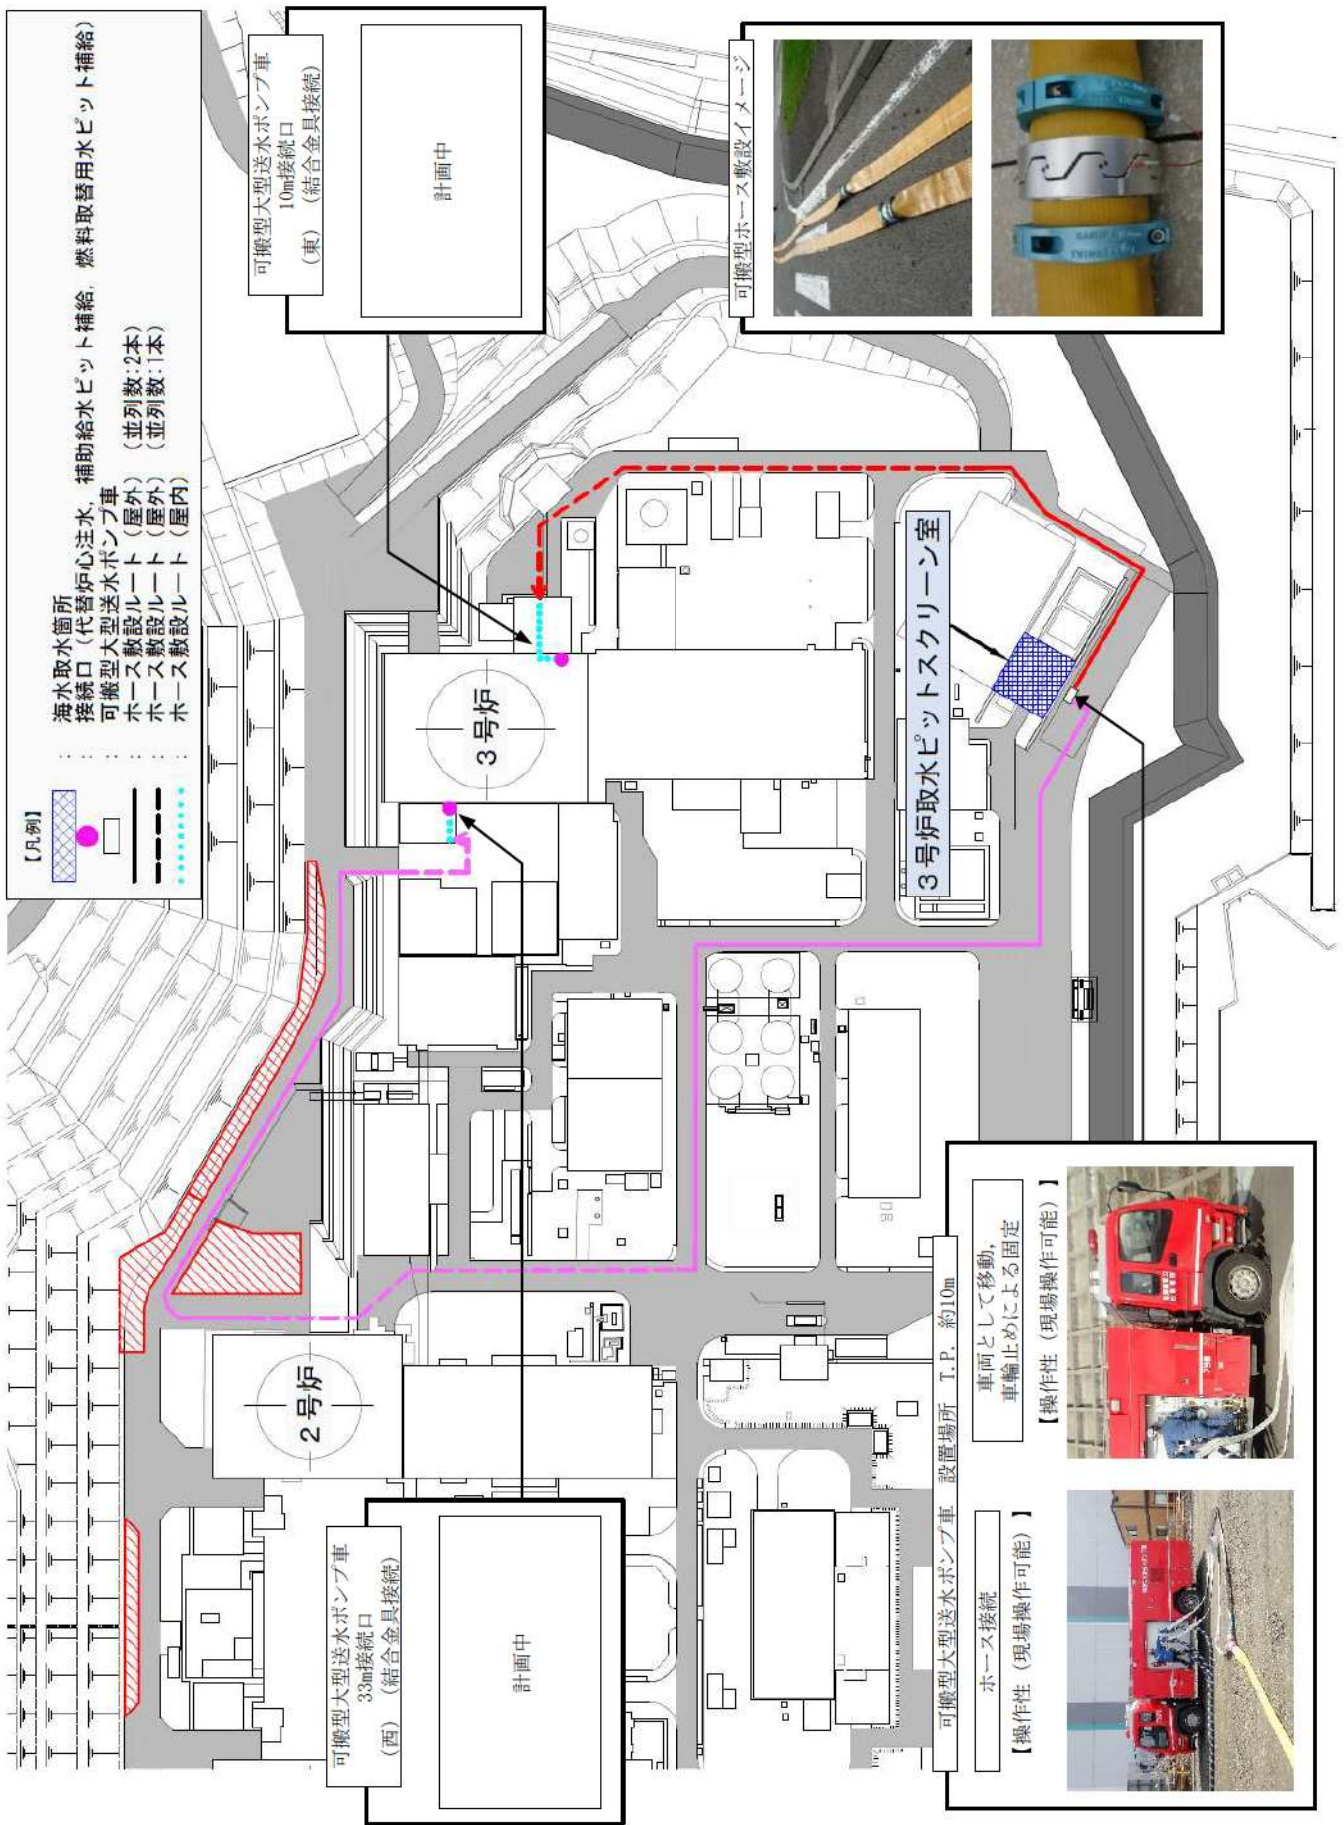 【凡例】
： 海水取水箇所
： 接続口（代替炉心注水，補助給水ピット補給，燃料取替用水ピット補給）
： 可搬型大型送水ポンプ車
： ホース敷設ルート（屋外）（並列数：2本）
： ホース敷設ルート（屋外）（並列数：1本）
： ホース敷設ルート（屋内）
可搬型大型送水ポンプ車
10m接続口
（東）（結合金具接続）
計画中
３号炉
２号炉
可搬型大型送水ポンプ車
33m接続口
（西）（結合金具接続）
計画中
可搬型ホース敷設イメージ
３号炉取水ピットスクリーン室
可搬型大型送水ポンプ車 設置場所 T.P. 約10m
ホース接続
【操作性（現場操作可能）】
車両として移動，
車輪止めによる固定
【操作性（現場操作可能）】